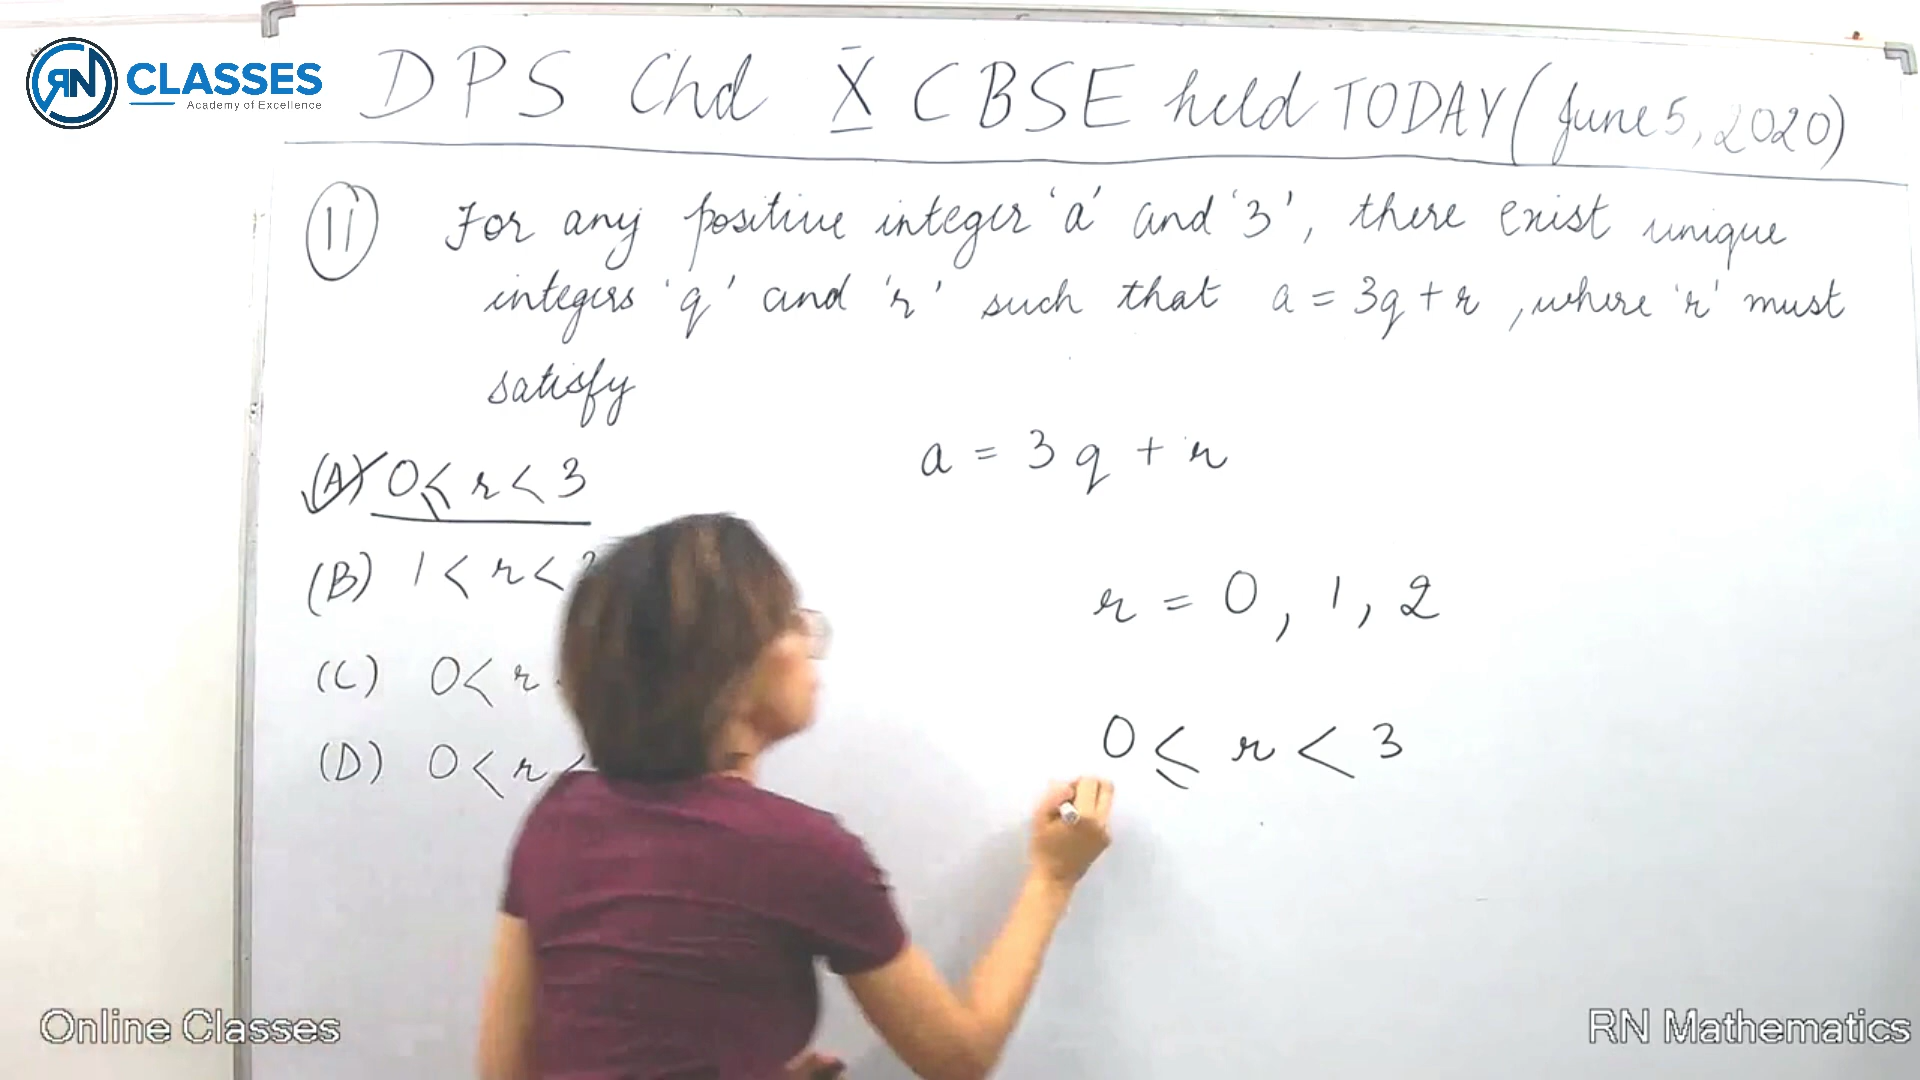 RN CLASSES
Academy of Excellence
DPS Chd X CBSE held TODAY (June 5, 2020)
11 For any positive integer 'a' and '3', there exist unique
integers 'q' and 'r' such that a = 3q + r, where 'r' must
satisfy
(A) 0 ≤ r < 3
a = 3q + r
(B) 1 < r <
r = 0, 1, 2
(C) 0 < r
0 ≤ r < 3
(D) 0 < r <
Online Classes
RN Mathematics